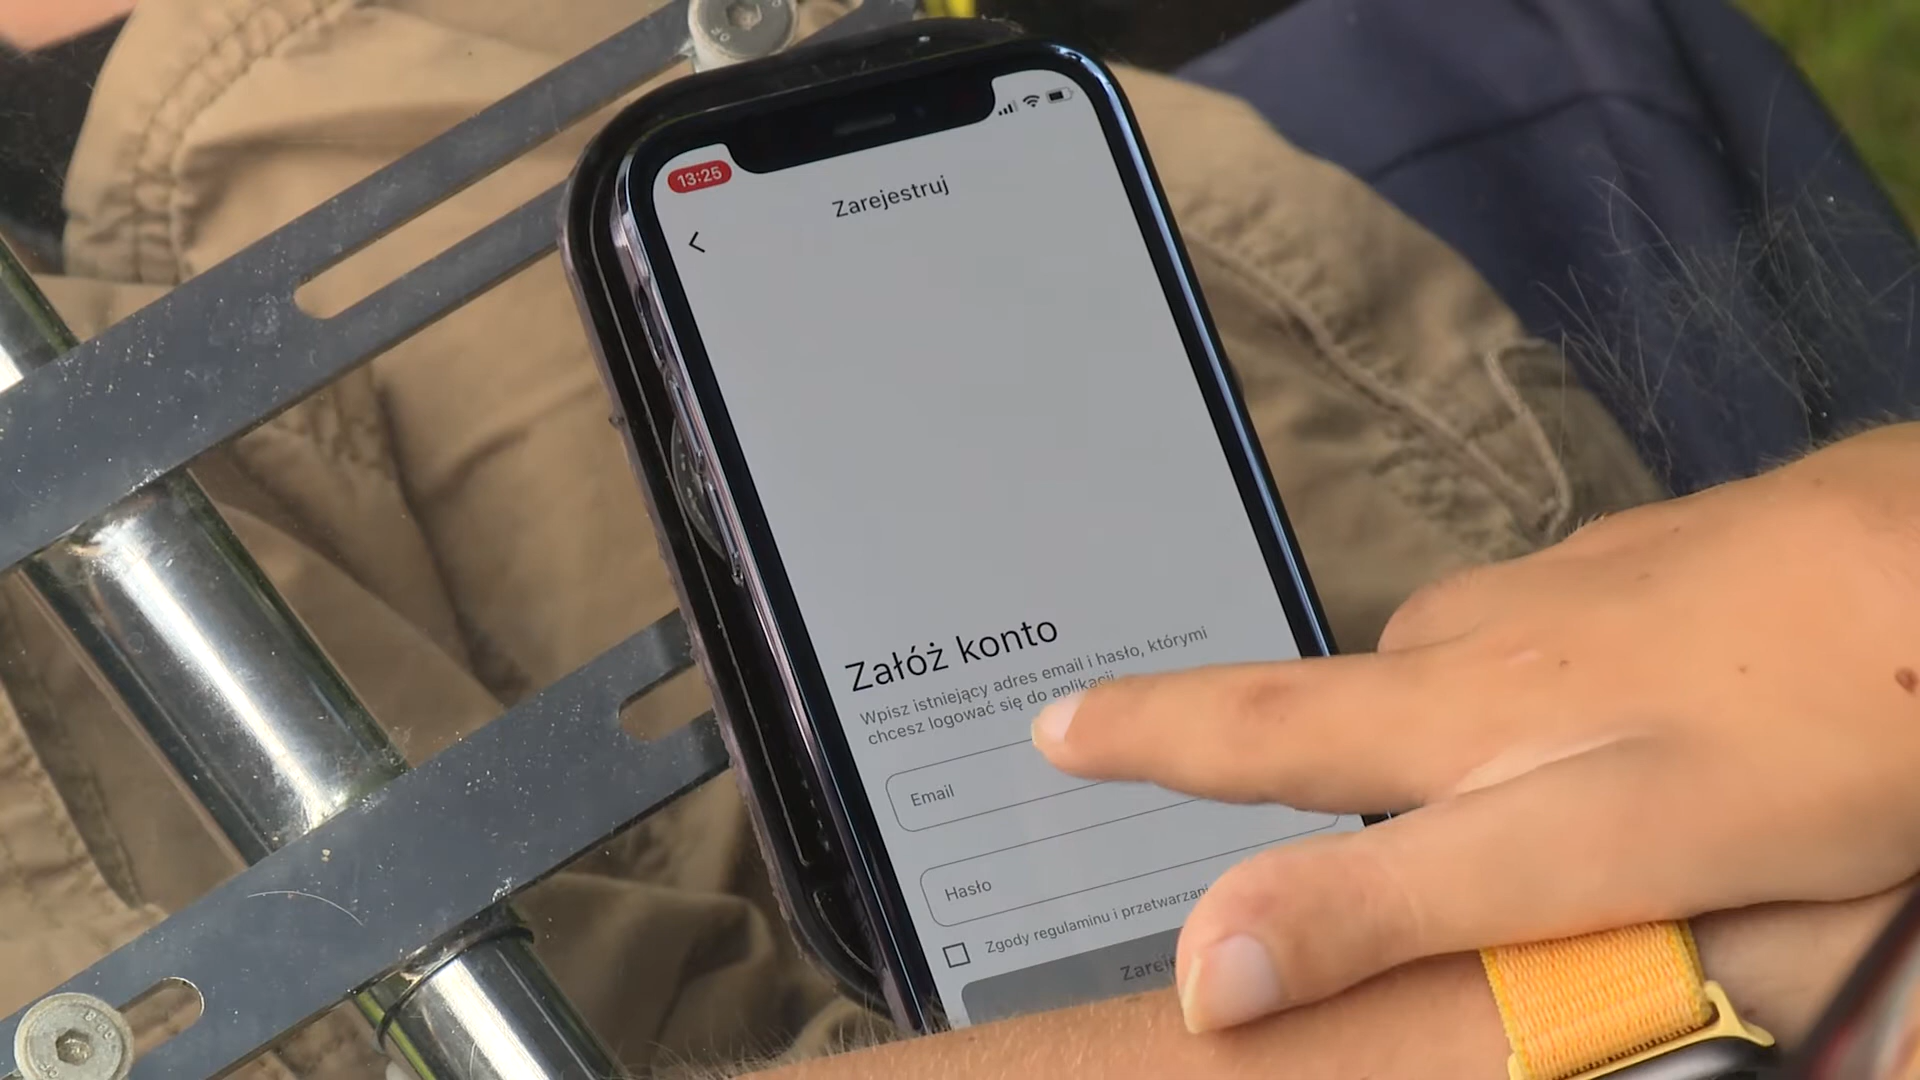 13:25
Zarejestruj
Załóż konto
Wpisz istniejący adres email i hasło, którymi
chcesz logować się do aplikacji
Email
Hasło
Zgody regulaminu i